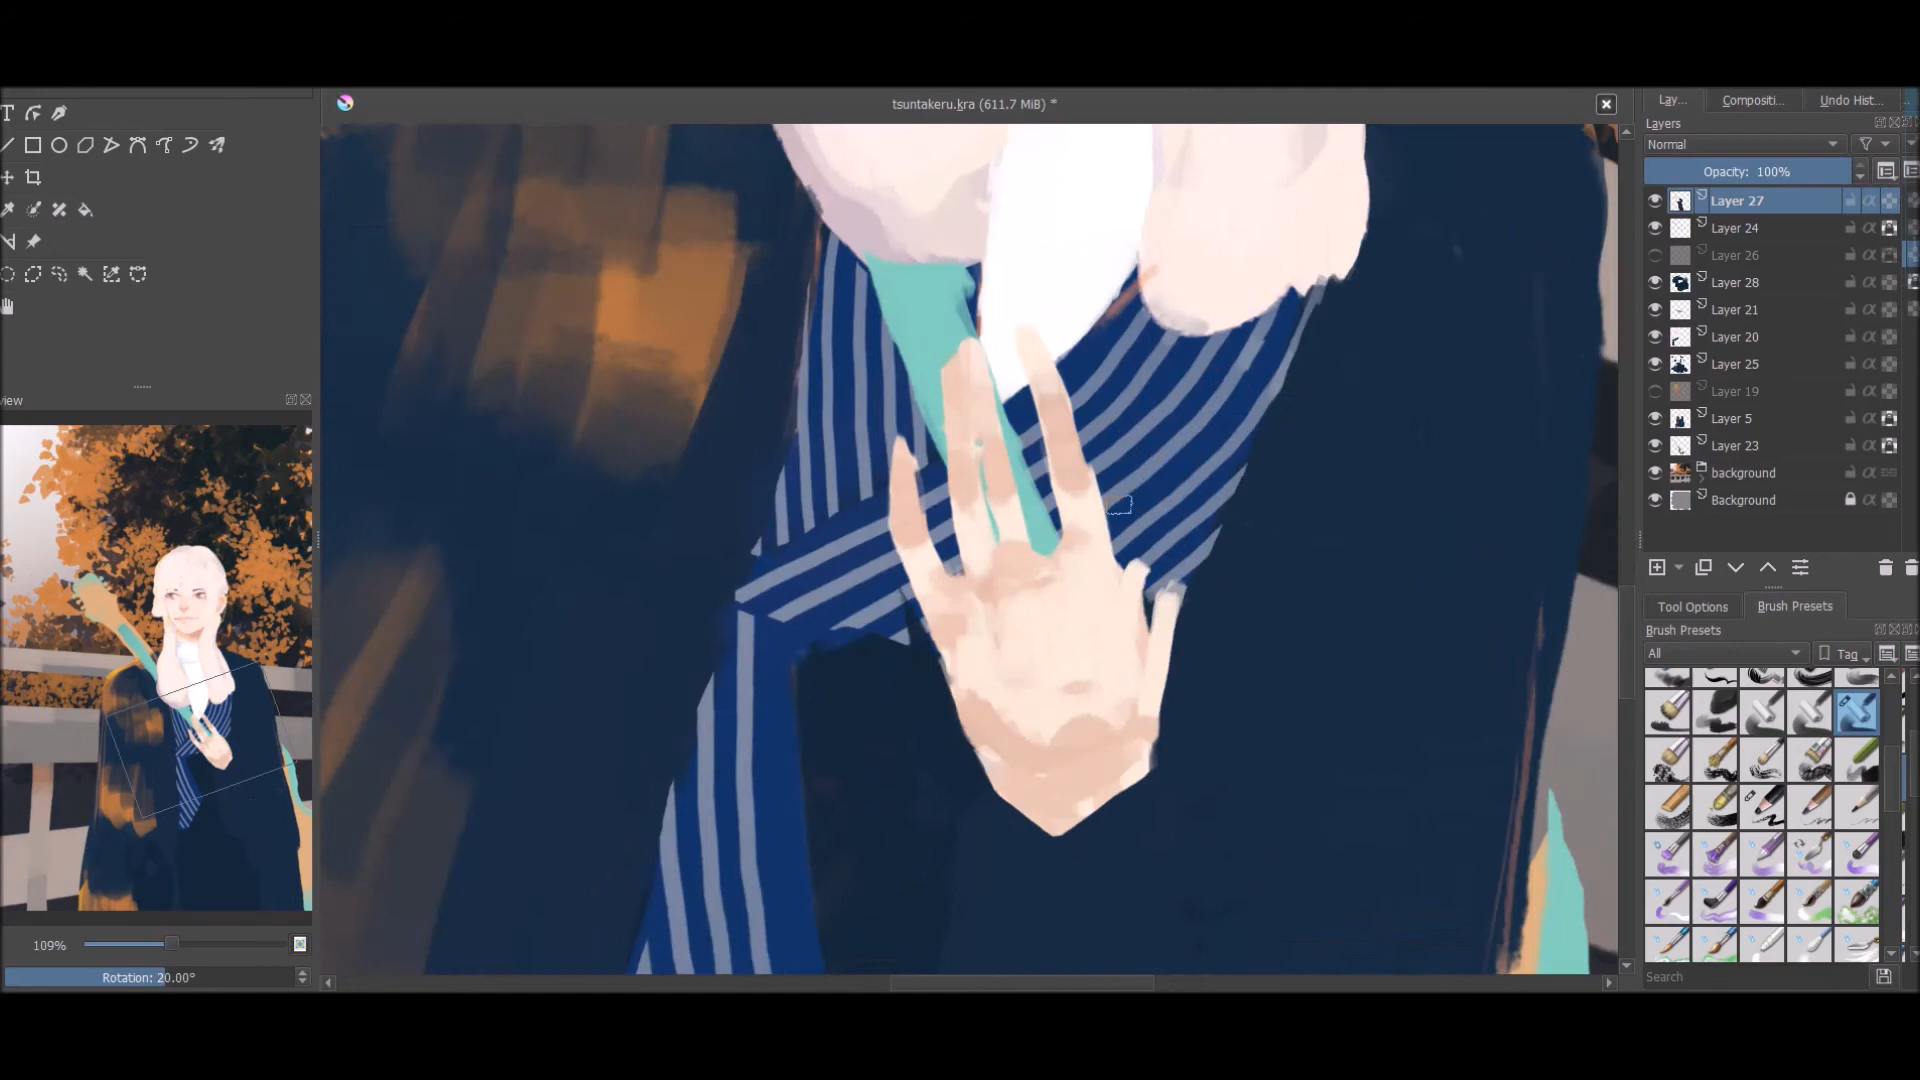 tsuntakeru.kra (611.7 MiB) *
Lay...
Compositi...
Undo Hist...
Layers
Normal
Opacity: 100%
Layer 27
Layer 24
Layer 26
Layer 28
Layer 21
Layer 20
Layer 25
Layer 19
Layer 5
Layer 23
background
Background
view
109%
Rotation: 20.00°
Tool Options
Brush Presets
Brush Presets
All
Tag
Search